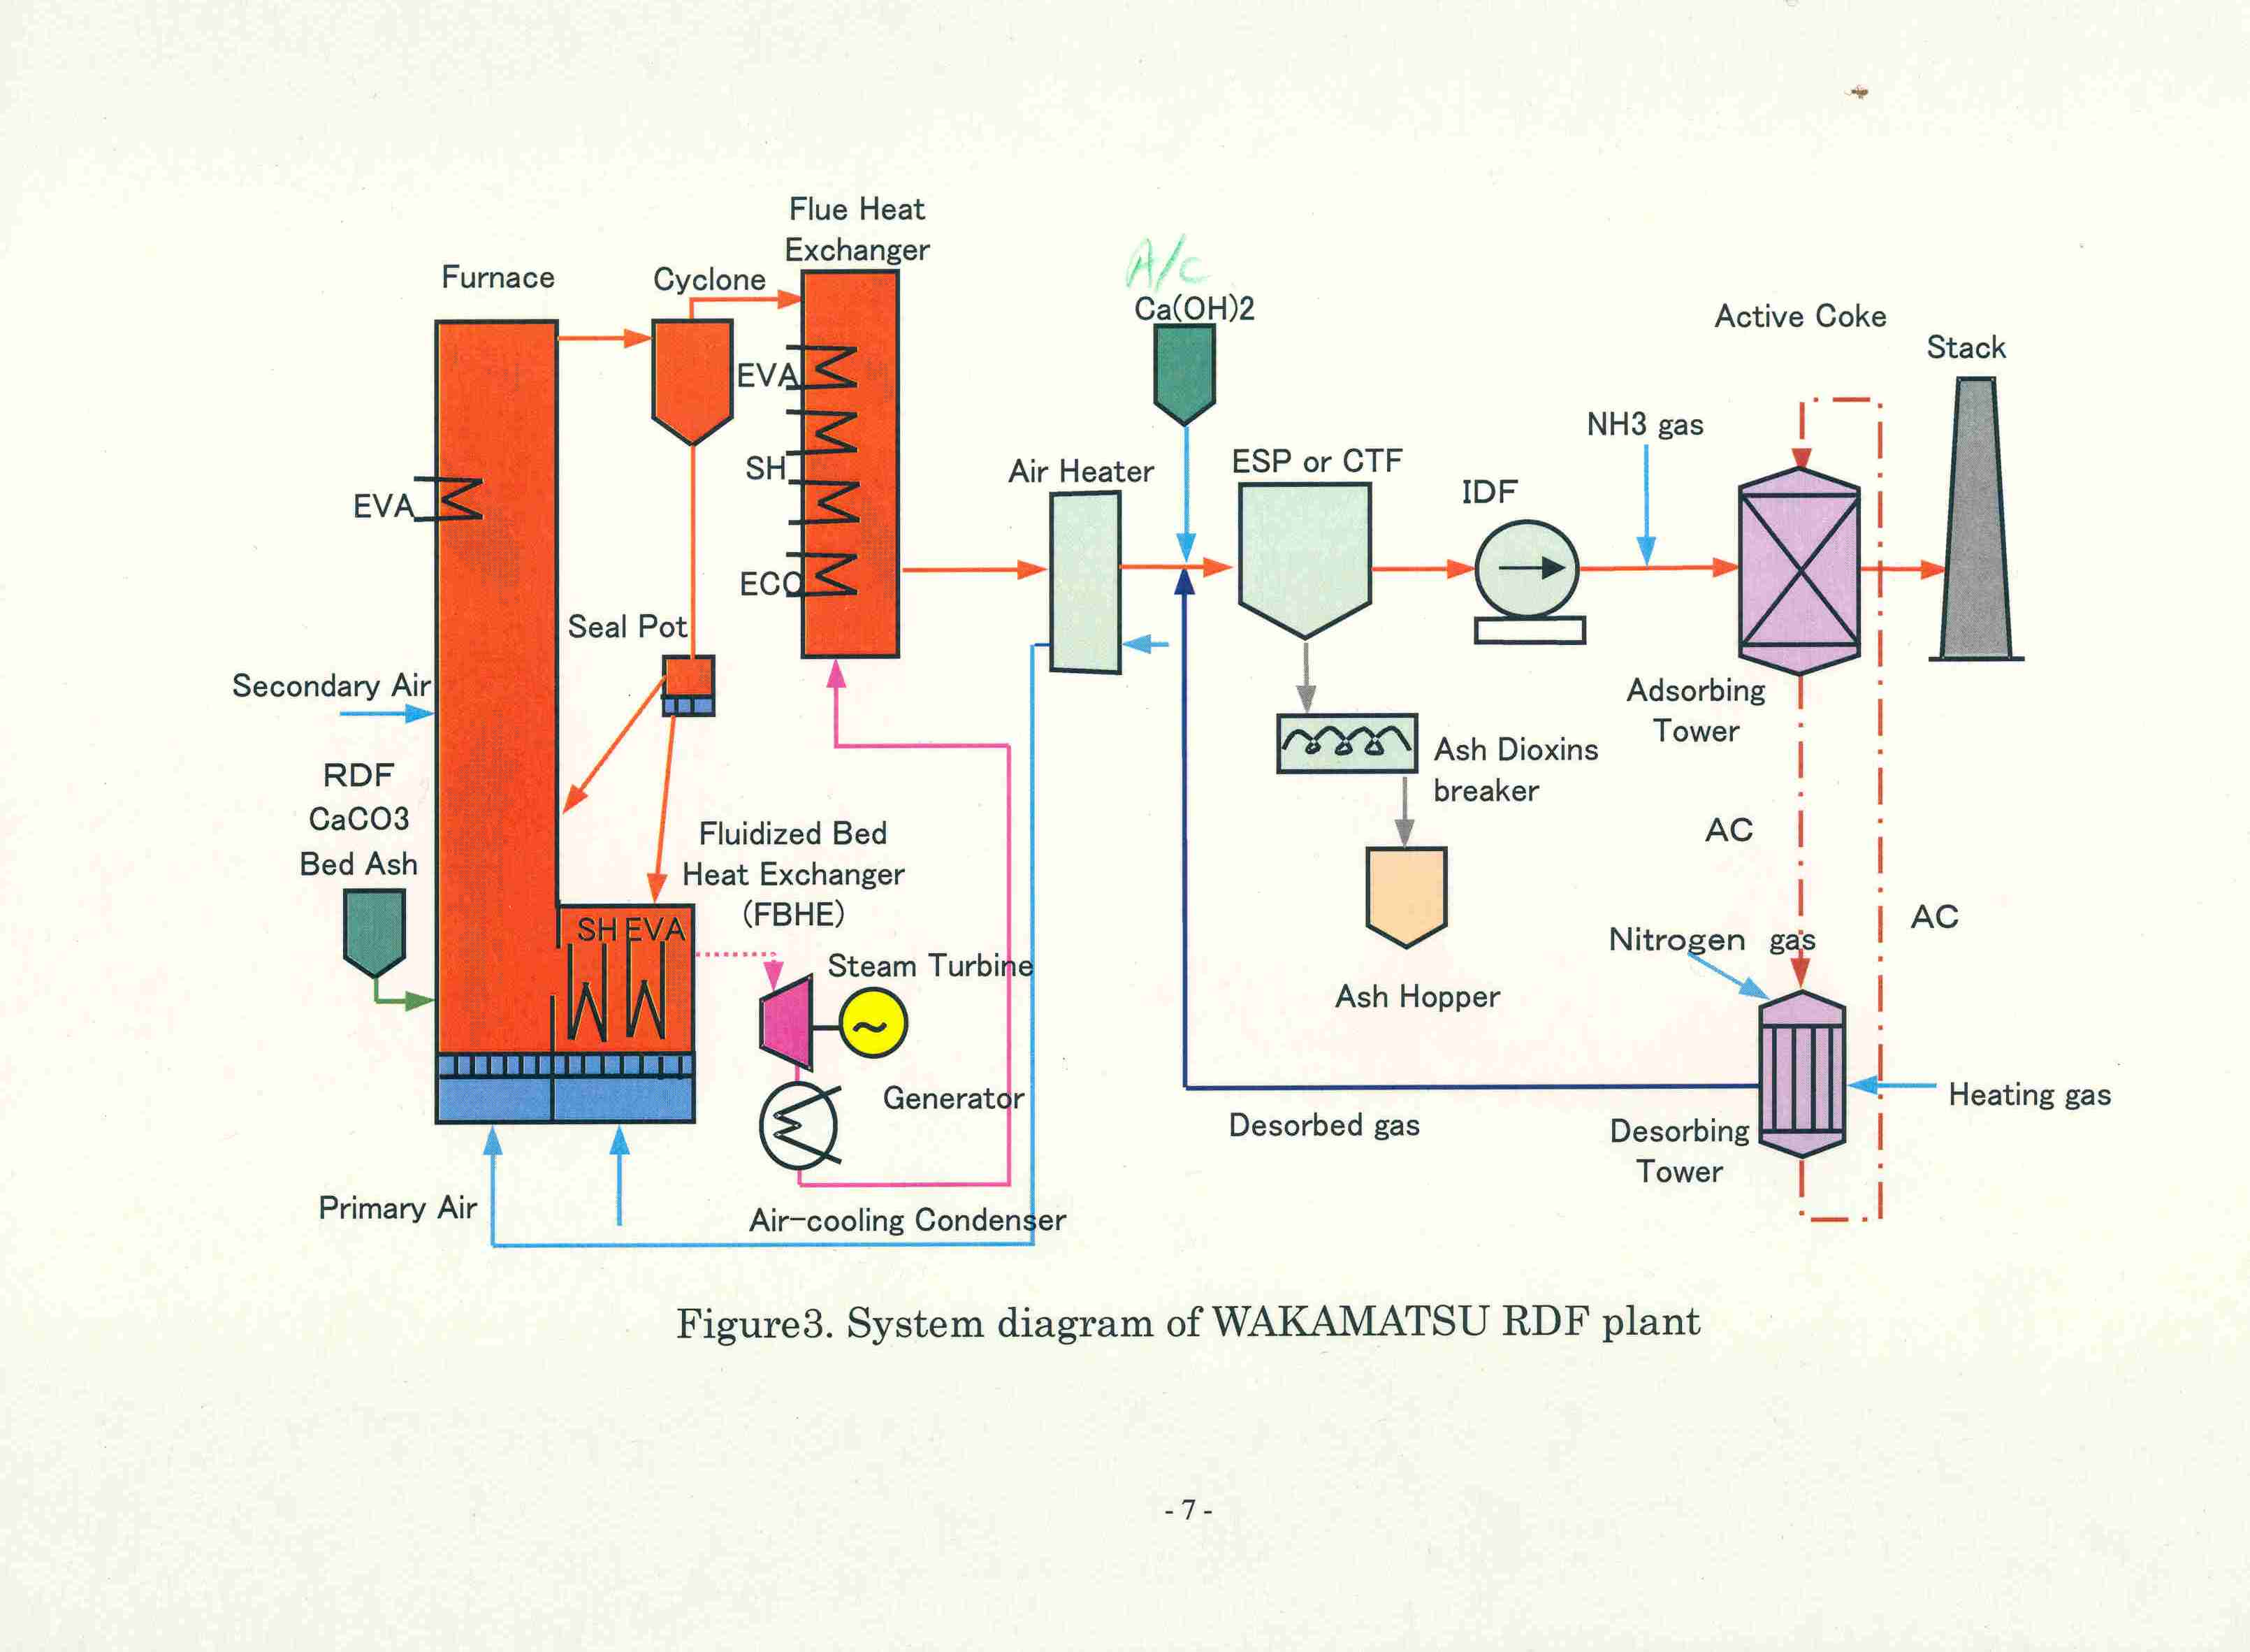 Flue Heat
Exchanger
Furnace
Cyclone
A/C
Ca(OH)2
Active Coke
Stack
EVA
NH3 gas
SH
Air Heater
ESP or CTF
IDF
EVA
ECO
Seal Pot
Secondary Air
Adsorbing
Tower
RDF
CaCO3
Bed Ash
Ash Dioxins
breaker
Fluidized Bed
Heat Exchanger
(FBHE)
AC
AC
SH EVA
Nitrogen gas
Steam Turbine
Ash Hopper
Generator
Heating gas
Desorbed gas
Desorbing
Tower
Primary Air
Air-cooling Condenser
Figure3. System diagram of WAKAMATSU RDF plant
- 7 -